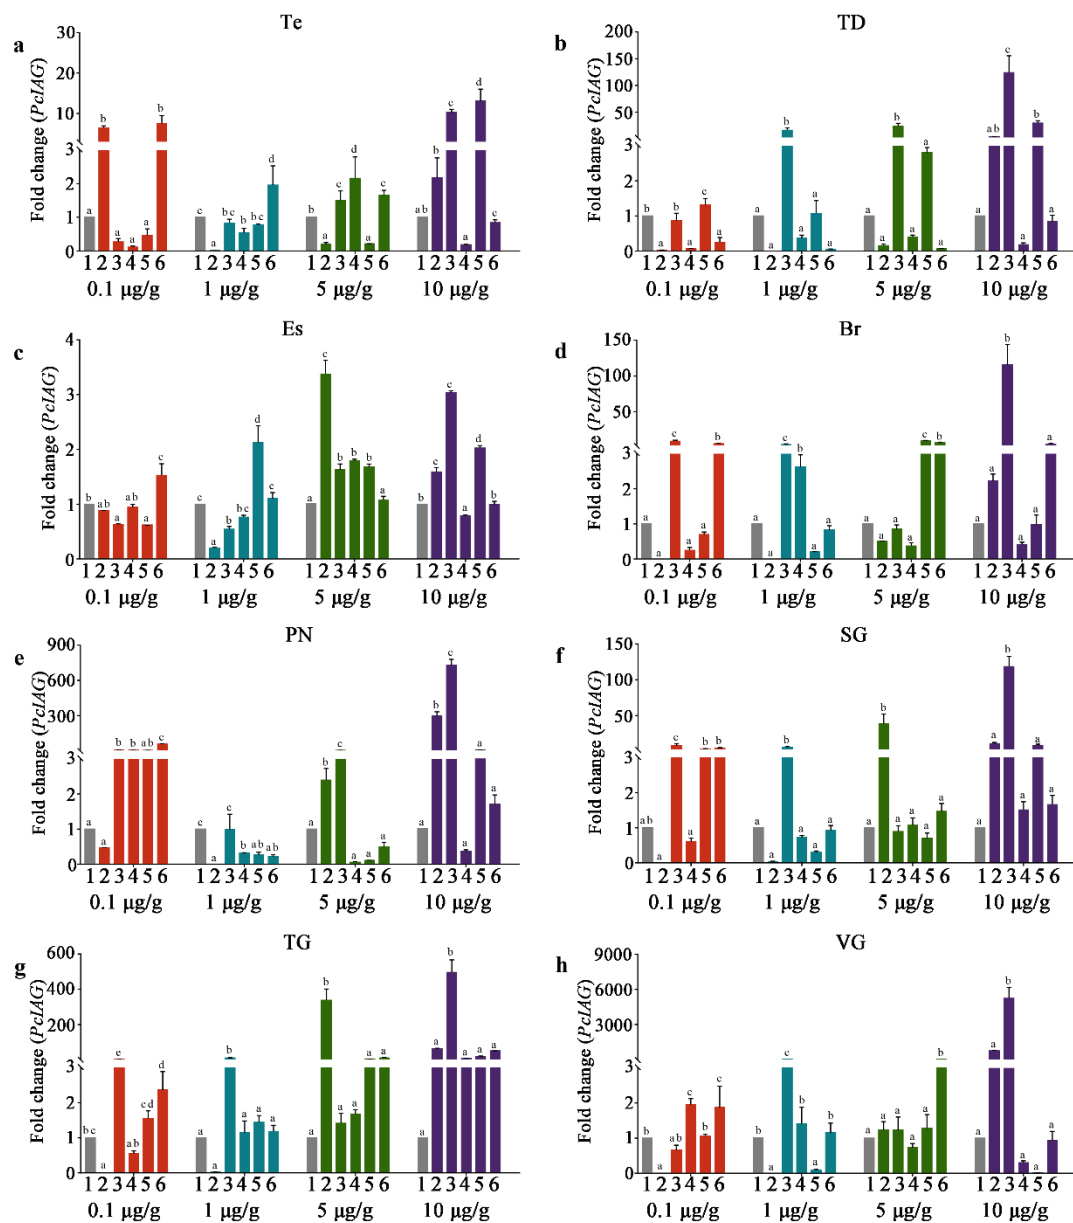 a
Te
Fold change (PcIAG)
30
20
10
3
2
1
0
a b a a a b
c a bc b bc d
b a c d a c
ab b c a d c
1 2 3 4 5 6 1 2 3 4 5 6 1 2 3 4 5 6 1 2 3 4 5 6
0.1 μg/g 1 μg/g 5 μg/g 10 μg/g
b
TD
Fold change (PcIAG)
200
150
100
50
3
2
1
0
b a b a c a
a a b a a a
a a c a a a
a ab c a b a
1 2 3 4 5 6 1 2 3 4 5 6 1 2 3 4 5 6 1 2 3 4 5 6
0.1 μg/g 1 μg/g 5 μg/g 10 μg/g
c
Es
Fold change (PcIAG)
4
3
2
1
0
b ab a ab a c
c a b bc d c
a c b b b a
b c c a d b
1 2 3 4 5 6 1 2 3 4 5 6 1 2 3 4 5 6 1 2 3 4 5 6
0.1 μg/g 1 μg/g 5 μg/g 10 μg/g
d
Br
Fold change (PcIAG)
150
100
50
3
2
1
0
a a c a a b
a a c b a a
a a a a c b
a a b a a a
1 2 3 4 5 6 1 2 3 4 5 6 1 2 3 4 5 6 1 2 3 4 5 6
0.1 μg/g 1 μg/g 5 μg/g 10 μg/g
e
PN
Fold change (PcIAG)
900
600
300
3
2
1
0
a a b b ab c
c a c b ab ab
a b c a a a
a b c a a a
1 2 3 4 5 6 1 2 3 4 5 6 1 2 3 4 5 6 1 2 3 4 5 6
0.1 μg/g 1 μg/g 5 μg/g 10 μg/g
f
SG
Fold change (PcIAG)
150
100
50
3
2
1
0
ab a c a b b
a a b a a a
a b a a a a
a a b a a a
1 2 3 4 5 6 1 2 3 4 5 6 1 2 3 4 5 6 1 2 3 4 5 6
0.1 μg/g 1 μg/g 5 μg/g 10 μg/g
g
TG
Fold change (PcIAG)
600
400
200
3
2
1
0
bc a e ab cd d
a a b a a a
a b a a a a
a a b a a a
1 2 3 4 5 6 1 2 3 4 5 6 1 2 3 4 5 6 1 2 3 4 5 6
0.1 μg/g 1 μg/g 5 μg/g 10 μg/g
h
VG
Fold change (PcIAG)
9000
6000
3000
3
2
1
0
b a ab c b c
b a c b a b
a a a a a b
a a b a a a
1 2 3 4 5 6 1 2 3 4 5 6 1 2 3 4 5 6 1 2 3 4 5 6
0.1 μg/g 1 μg/g 5 μg/g 10 μg/g